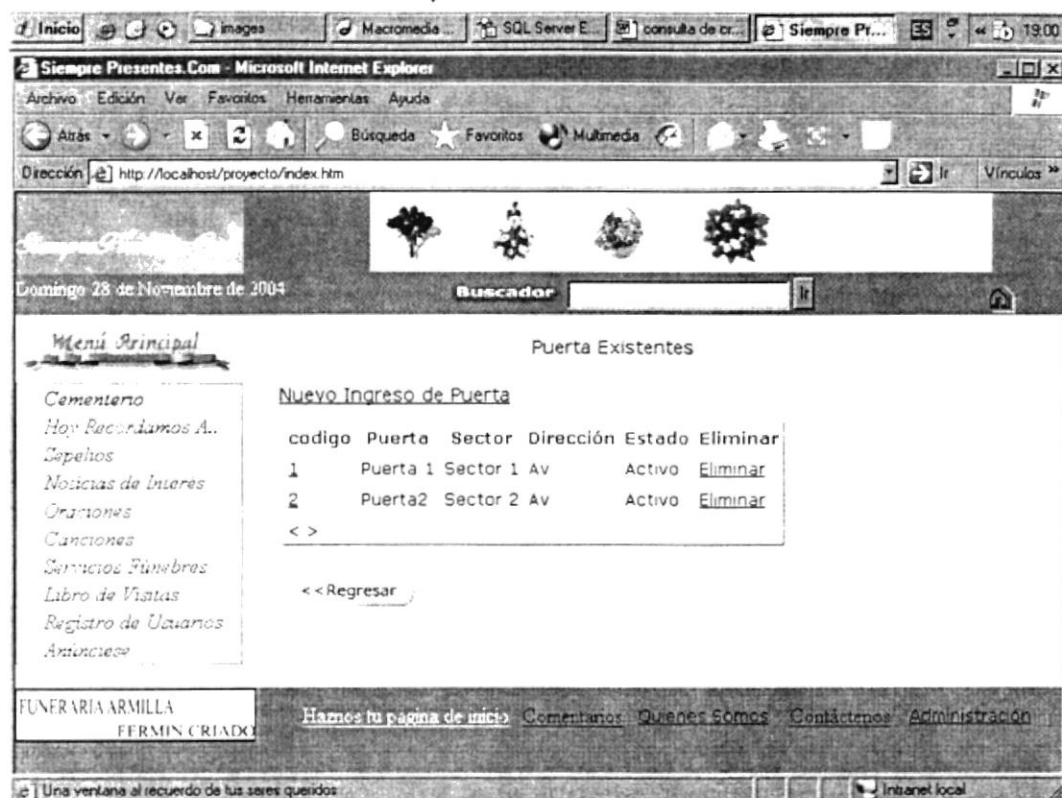 Inicio images Macromedia ... SQL Server E... consulta de cr... Siempre Pr... ES « 19:00
Siempre Presentes.Com - Microsoft Internet Explorer
Archivo Edición Ver Favoritos Herramientas Ayuda
Atrás Búsqueda Favoritos Multimedia
Dirección http://localhost/proyecto/index.htm Ir Vínculos »
Domingo 28 de Noviembre de 2004 Buscador Ir
Menú Principal
Puerta Existentes
Cementerio
Hoy Recordamos A..
Sepelios
Noticias de Interés
Oraciones
Canciones
Servicios Fúnebres
Libro de Visitas
Registro de Usuarios
Anúnciese
Nuevo Ingreso de Puerta
codigo Puerta Sector Dirección Estado Eliminar
1 Puerta 1 Sector 1 Av Activo Eliminar
2 Puerta2 Sector 2 Av Activo Eliminar
< >
<<Regresar
FUNERARIA ARMILLA
FERMIN CRIADO
Haznos tu pagina de inicio Comentarios Quienes Somos Contáctenos Administración
Una ventana al recuerdo de tus seres queridos Intranet local